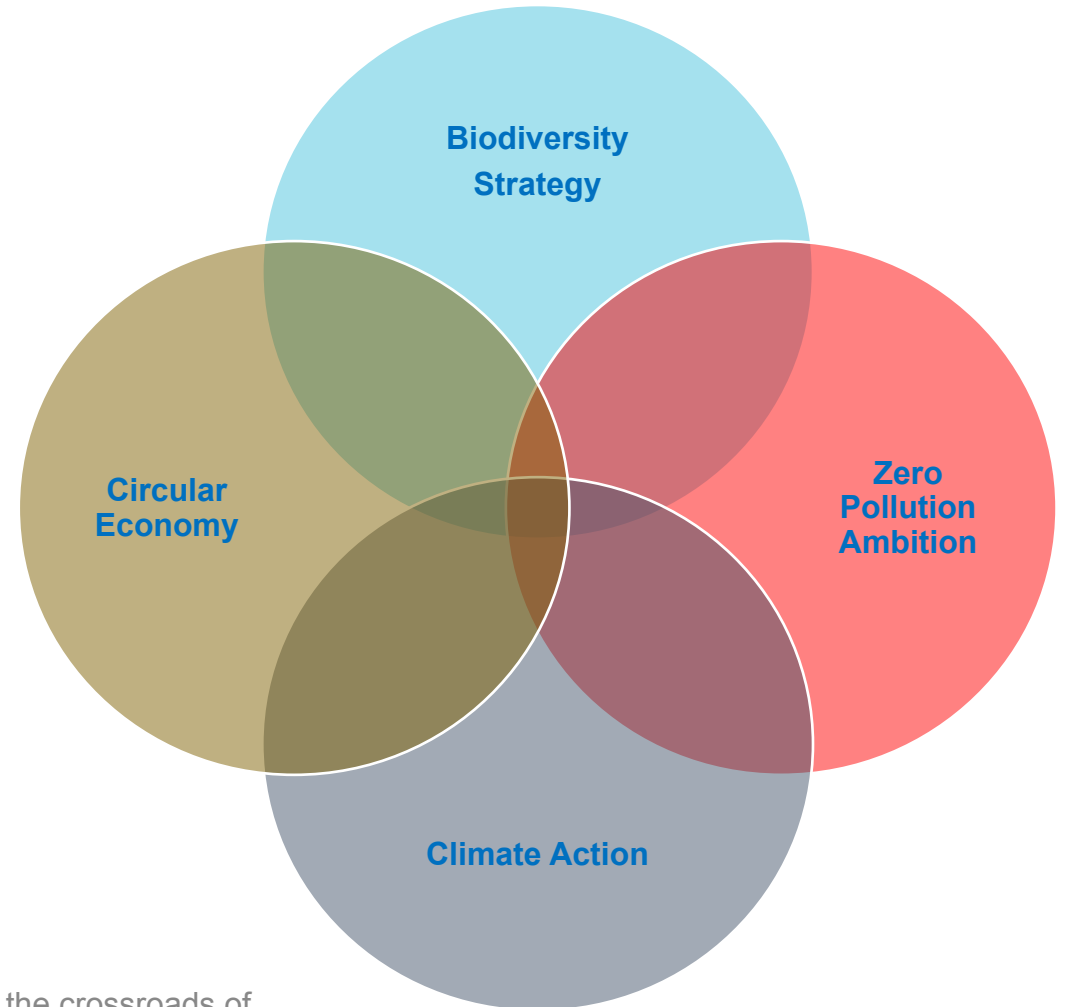 Biodiversity
Strategy
Circular
Economy
Zero
Pollution
Ambition
Climate Action
the crossroads of